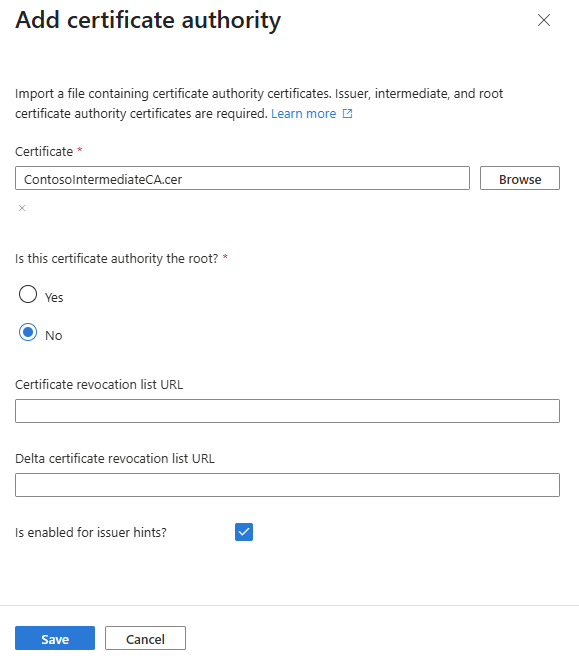 Add certificate authority
Import a file containing certificate authority certificates. Issuer, intermediate, and root
certificate authority certificates are required. Learn more
Certificate *
ContosoIntermediateCA.cer
Browse
Is this certificate authority the root? *
Yes
No
Certificate revocation list URL
Delta certificate revocation list URL
Is enabled for issuer hints?
Save
Cancel